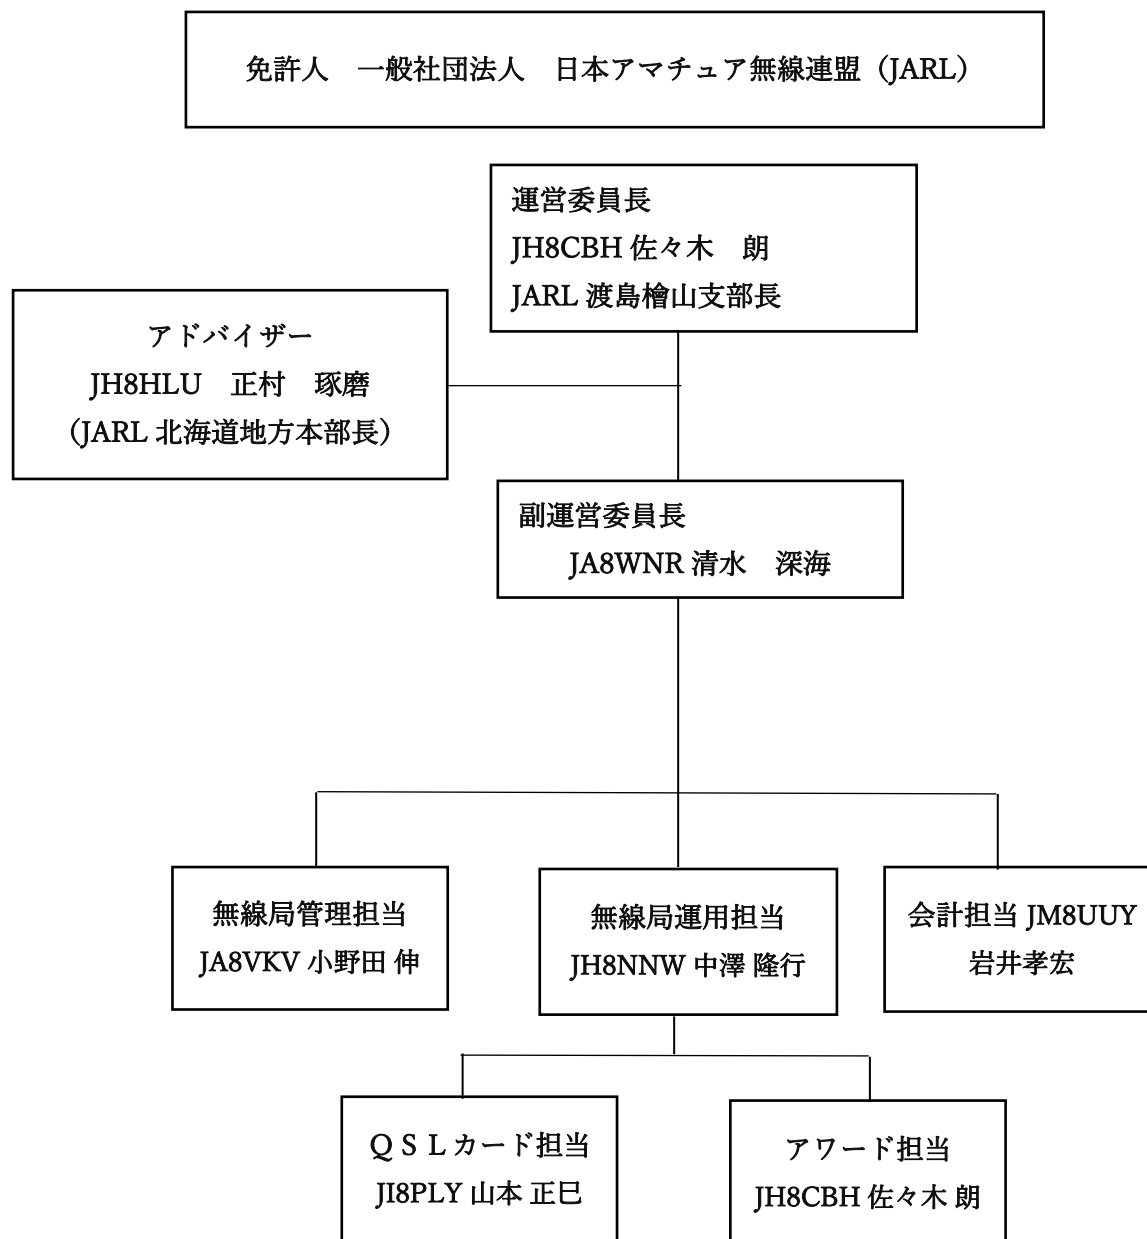 免許人　一般社団法人　日本アマチュア無線連盟（JARL）
運営委員長
JH8CBH 佐々木　朗
JARL 渡島檜山支部長
アドバイザー
JH8HLU　正村　琢磨
（JARL 北海道地方本部長）
副運営委員長
JA8WNR 清水　深海
無線局管理担当
JA8VKV 小野田 伸
無線局運用担当
JH8NNW 中澤 隆行
会計担当 JM8UUY
岩井孝宏
ＱＳＬカード担当
JI8PLY 山本 正巳
アワード担当
JH8CBH 佐々木 朗